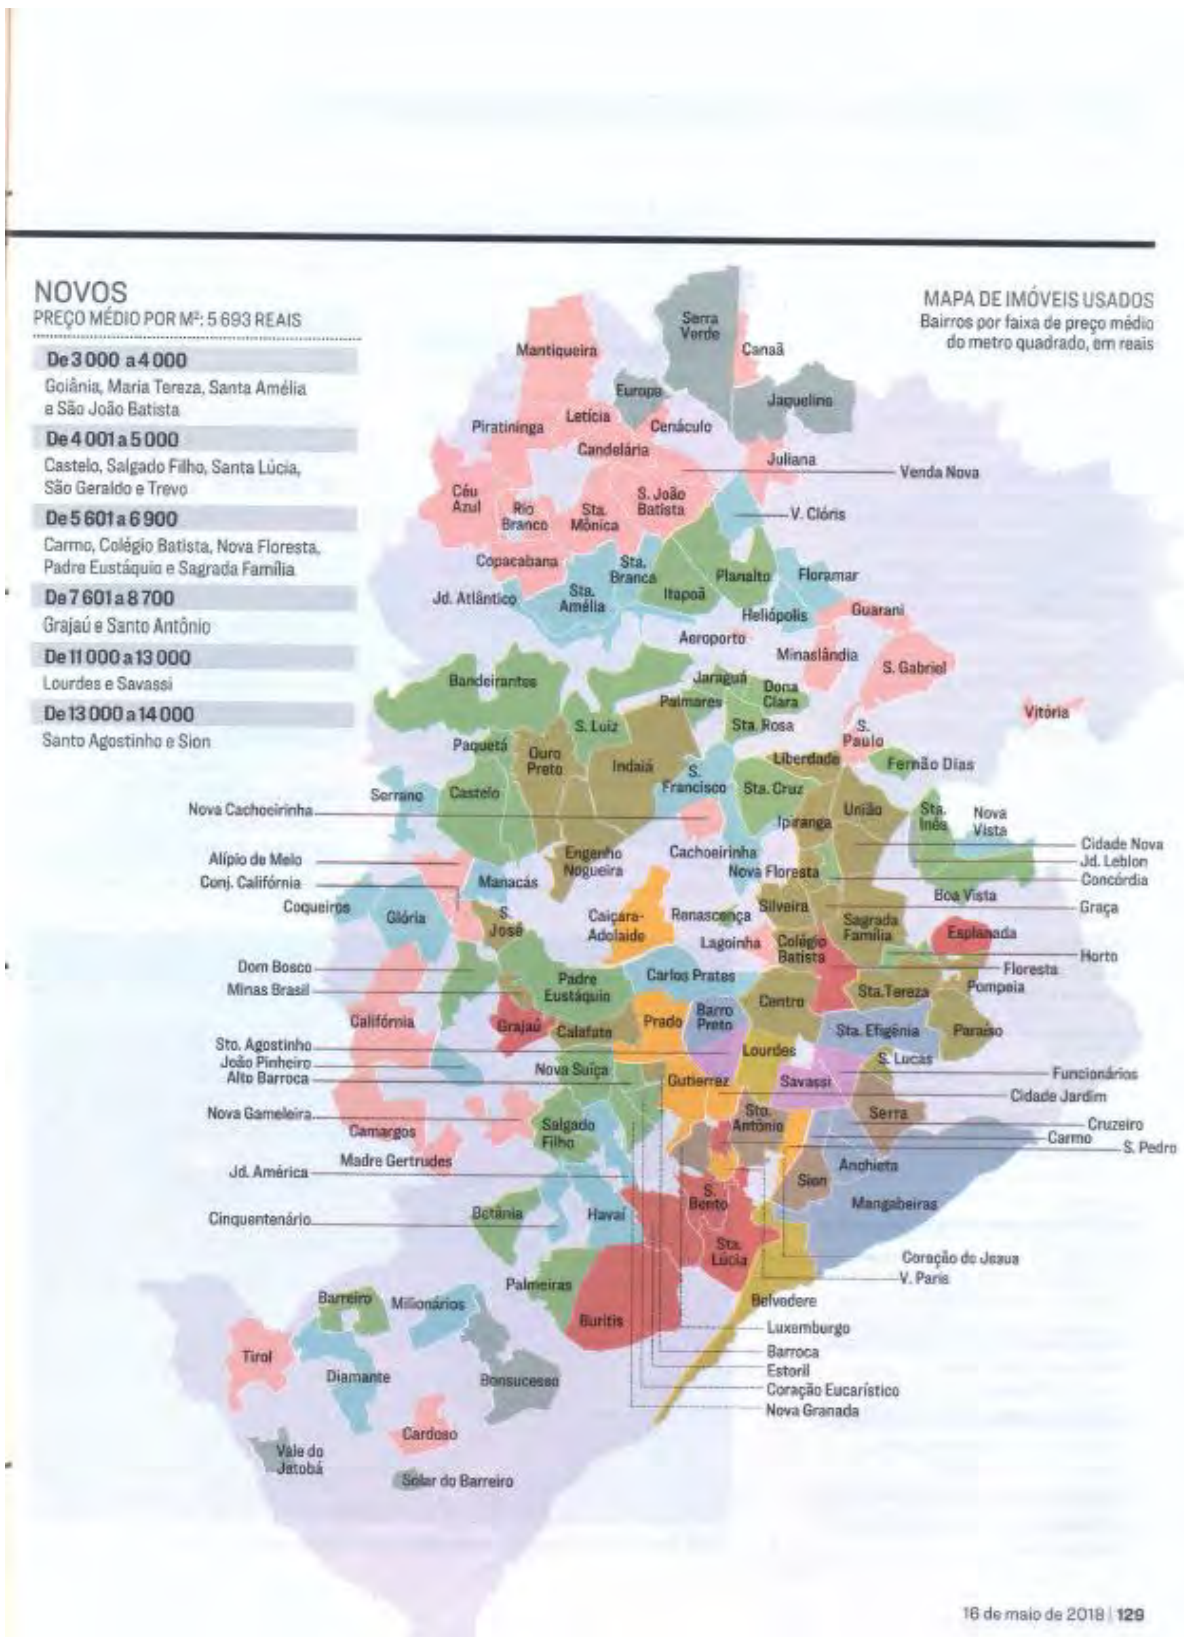 NOVOS
PREÇO MÉDIO POR M²: 5 693 REAIS
De 3 000 a 4 000
Goiânia, Maria Tereza, Santa Amélia
e São João Batista
De 4 001 a 5 000
Castelo, Salgado Filho, Santa Lúcia,
São Geraldo e Trevo
De 5 601 a 6 900
Carmo, Colégio Batista, Nova Floresta,
Padre Eustáquio e Sagrada Família
De 7 601 a 8 700
Grajaú e Santo Antônio
De 11 000 a 13 000
Lourdes e Savassi
De 13 000 a 14 000
Santo Agostinho e Sion
MAPA DE IMÓVEIS USADOS
Bairros por faixa de preço médio
do metro quadrado, em reais
Serra
Verde
Mantiqueira
Canaã
Europa
Jaqueline
Letícia
Piratininga
Cenáculo
Candelária
Juliana
Venda Nova
Céu
Azul
Rio
Branco
Sta.
Mônica
S. João
Batista
V. Clóris
Copacabana
Sta.
Branca
Planalto
Floramar
Jd. Atlântico
Sta.
Amélia
Itapoã
Heliópolis
Guarani
Aeroporto
Minaslândia
S. Gabriel
Bandeirantes
Jaraguá
Dona
Clara
Palmares
Vitória
S. Luiz
Sta. Rosa
S.
Paulo
Paquetá
Ouro
Preto
Indaiá
Liberdade
Fernão Dias
S.
Francisco
Serrano
Castelo
Sta. Cruz
Nova Cachoeirinha
Ipiranga
União
Sta.
Inês
Nova
Vista
Cidade Nova
Alípio de Melo
Engenho
Nogueira
Cachoeirinha
Jd. Leblon
Conj. Califórnia
Manacás
Nova Floresta
Concórdia
Boa Vista
Coqueiros
Glória
S.
José
Caiçara-
Adelaide
Renascença
Silveira
Sagrada
Família
Graça
Esplanada
Lagoinha
Colégio
Batista
Horto
Dom Bosco
Floresta
Minas Brasil
Padre
Eustáquio
Carlos Prates
Centro
Sta. Tereza
Pompeia
Califórnia
Grajaú
Calafate
Prado
Barro
Preto
Sta. Efigênia
Paraíso
Sto. Agostinho
João Pinheiro
Alto Barroca
Nova Suíça
Lourdes
S. Lucas
Funcionários
Gutierrez
Savassi
Cidade Jardim
Nova Gameleira
Camargos
Salgado
Filho
Sto.
Antônio
Serra
Cruzeiro
Carmo
S. Pedro
Madre Gertrudes
Jd. América
Sion
Anchieta
Mangabeiras
Cinquentenário
Betânia
Havaí
S.
Bento
Sta.
Lúcia
Coração de Jesus
V. Paris
Palmeiras
Belvedere
Barreiro
Milionários
Buritis
Luxemburgo
Barroca
Estoril
Coração Eucarístico
Nova Granada
Tirol
Diamante
Bonsucesso
Cardoso
Vale do
Jatobá
Solar do Barreiro
16 de maio de 2018 | 129